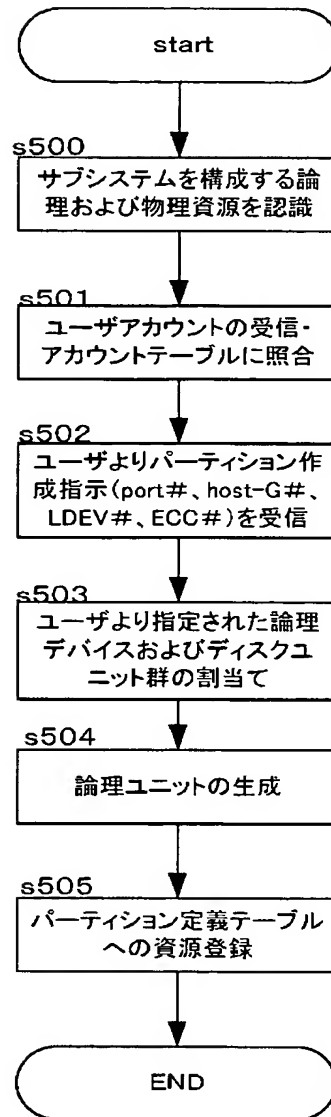 start
s500
サブシステムを構成する論
理および物理資源を認識
s501
ユーザアカウントの受信-
アカウントテーブルに照合
s502
ユーザよりパーティション作
成指示(port#、host-G#、
LDEV#、ECC#)を受信
s503
ユーザより指定された論理
デバイスおよびディスクユ
ニット群の割当て
s504
論理ユニットの生成
s505
パーティション定義テーブル
への資源登録
END